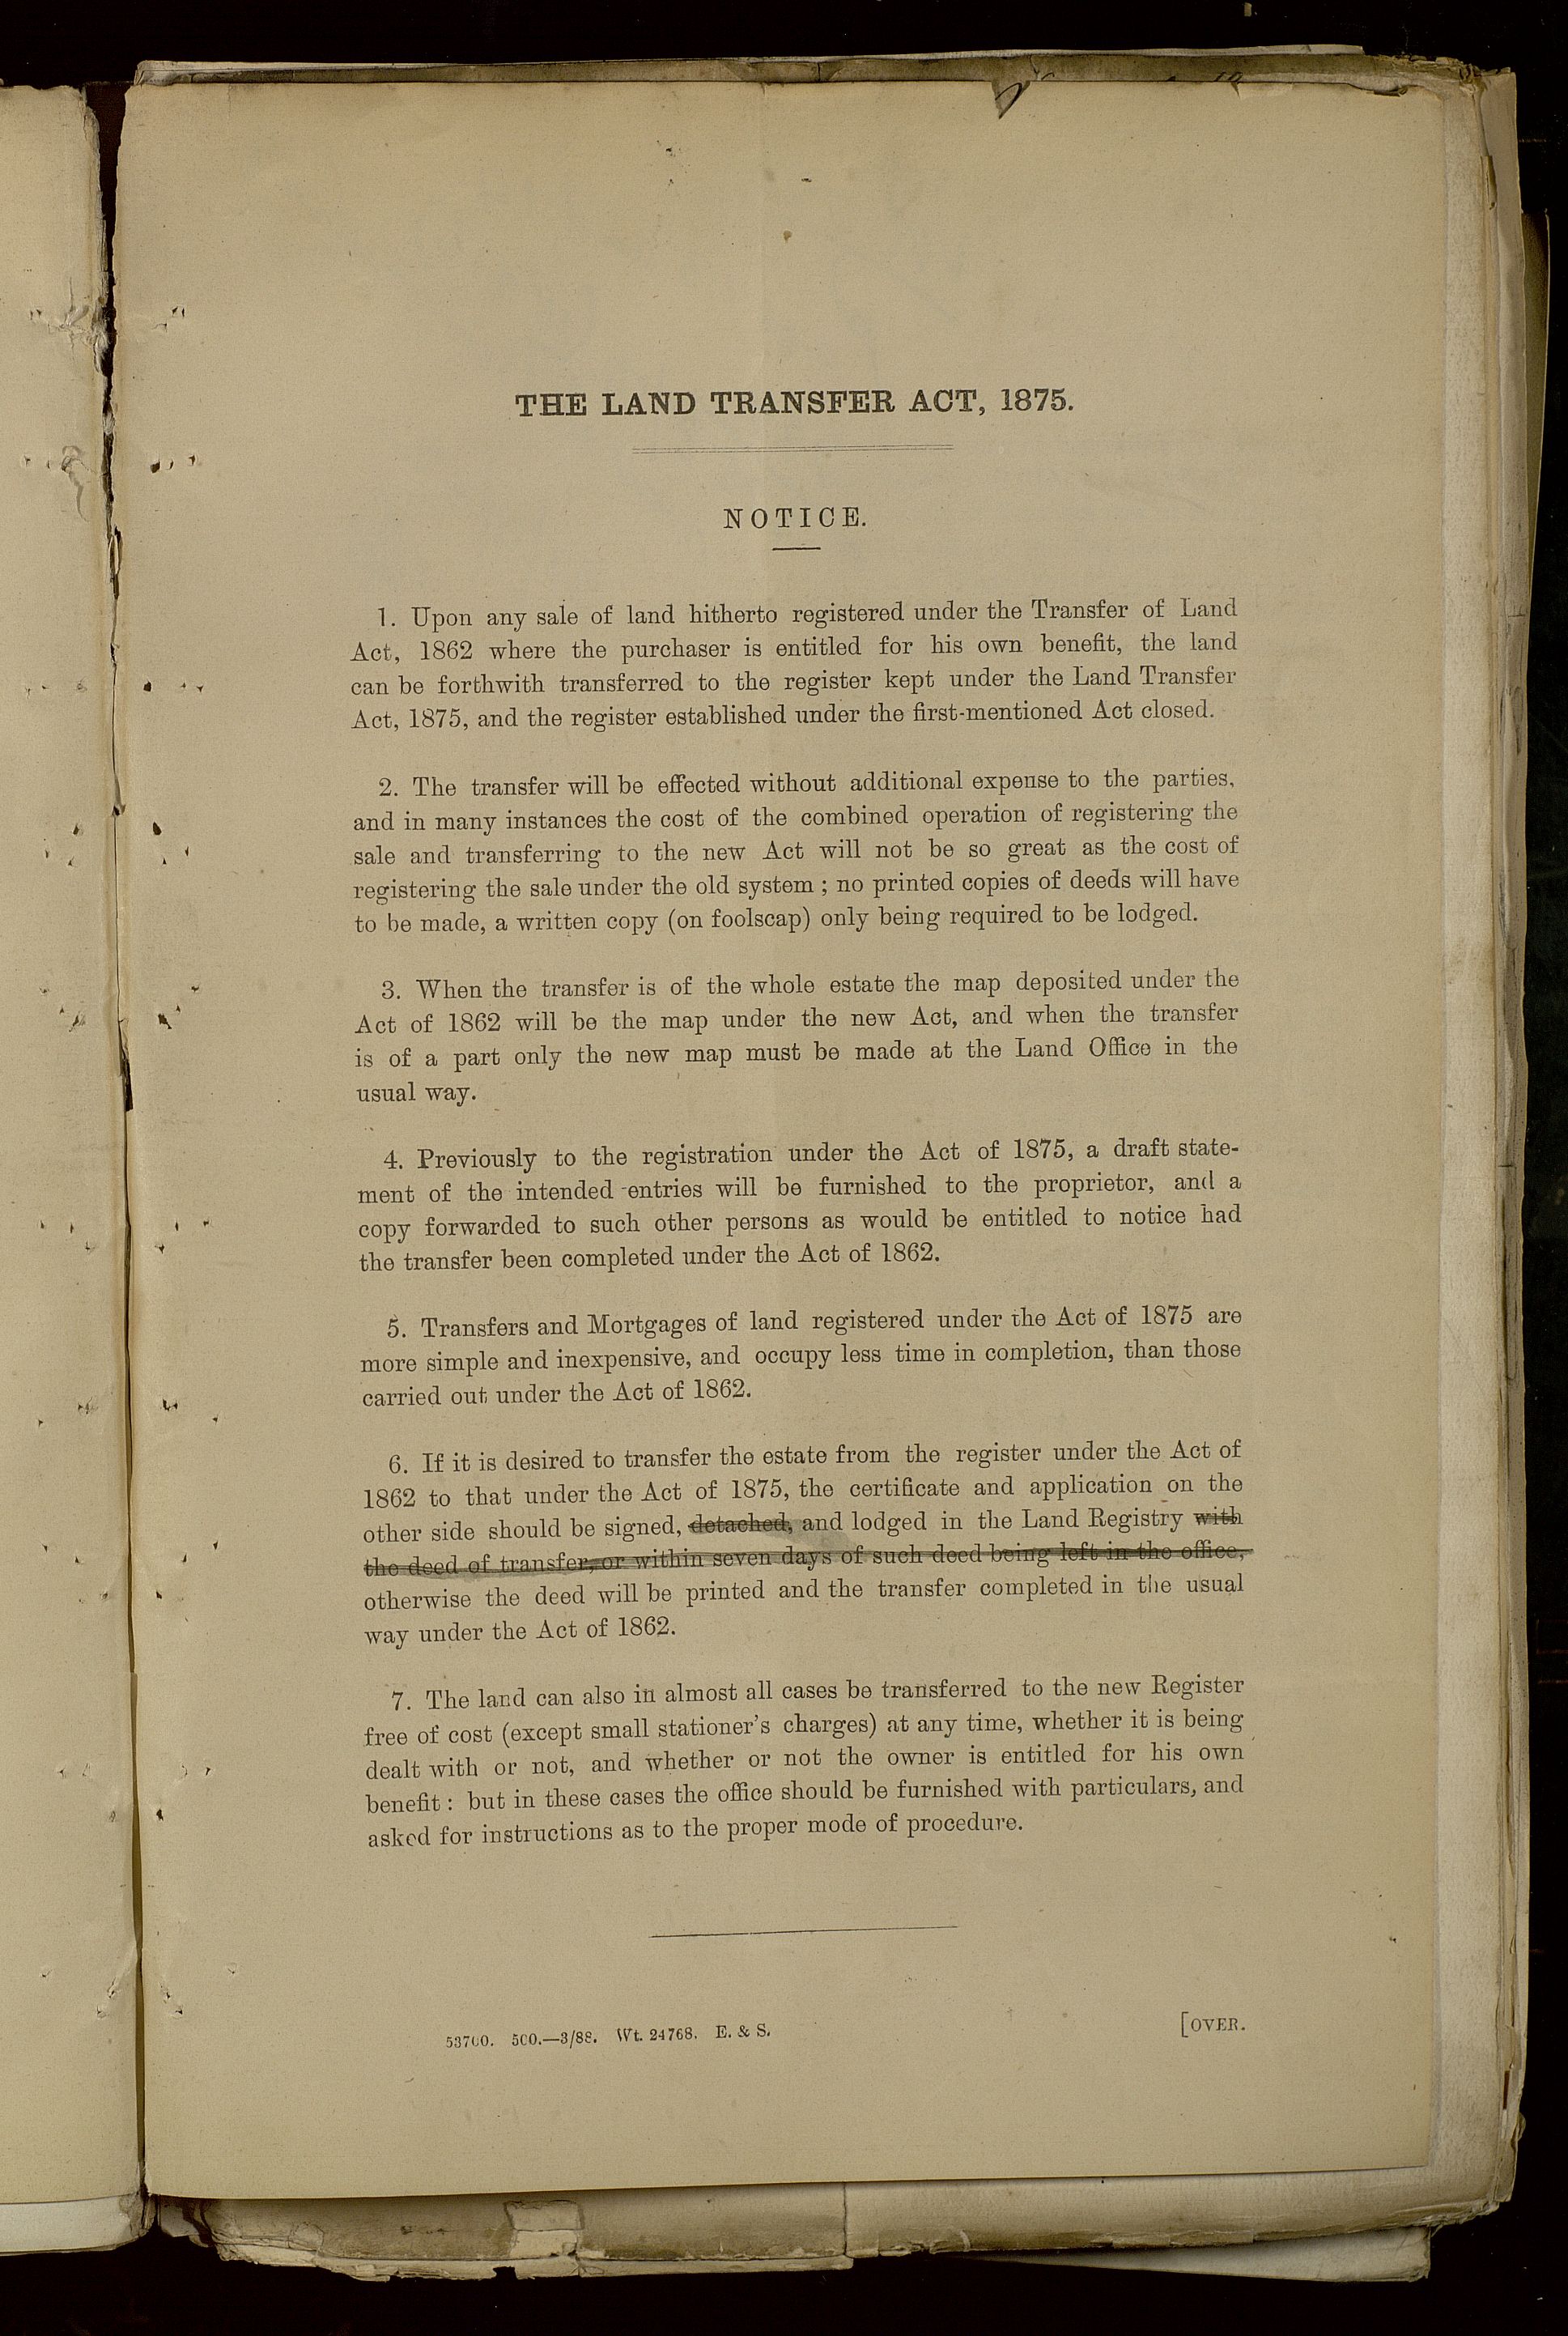 THE LAND TRANSFER ACT, 1875.
NOTICE.
1. Upon any sale of land hitherto registered under the Transfer of Land
Act, 1862 where the purchaser is entitled for his own benefit, the land
can be forthwith transferred to the register kept under the Land Transfer
Act, 1875, and the register established under the first-mentioned Act closed.
2. The transfer will be effected without additional expense to the parties,
and in many instances the cost of the combined operation of registering the
sale and transferring to the new Act will not be so great as the cost of
registering the sale under the old system ; no printed copies of deeds will have
to be made, a written copy (on foolscap) only being required to be lodged.
3. When the transfer is of the whole estate the map deposited under the
Act of 1862 will be the map under the new Act, and when the transfer
is of a part only the new map must be made at the Land Office in the
usual way.
4. Previously to the registration under the Act of 1875, a draft state-
ment of the intended entries will be furnished to the proprietor, and a
copy forwarded to such other persons as would be entitled to notice had
the transfer been completed under the Act of 1862.
5. Transfers and Mortgages of land registered under the Act of 1875 are
more simple and inexpensive, and occupy less time in completion, than those
carried out under the Act of 1862.
6. If it is desired to transfer the estate from the register under the Act of
1862 to that under the Act of 1875, the certificate and application on the
other side should be signed, detached, and lodged in the Land Registry with
the deed of transfer, or within seven days of such deed being left in the office,
otherwise the deed will be printed and the transfer completed in the usual
way under the Act of 1862.
7. The land can also in almost all cases be transferred to the new Register
free of cost (except small stationer's charges) at any time, whether it is being
dealt with or not, and whether or not the owner is entitled for his own
benefit : but in these cases the office should be furnished with particulars, and
asked for instructions as to the proper mode of procedure.
53700. 500.—3/88. Wt. 24768. E. & S.
[OVER.